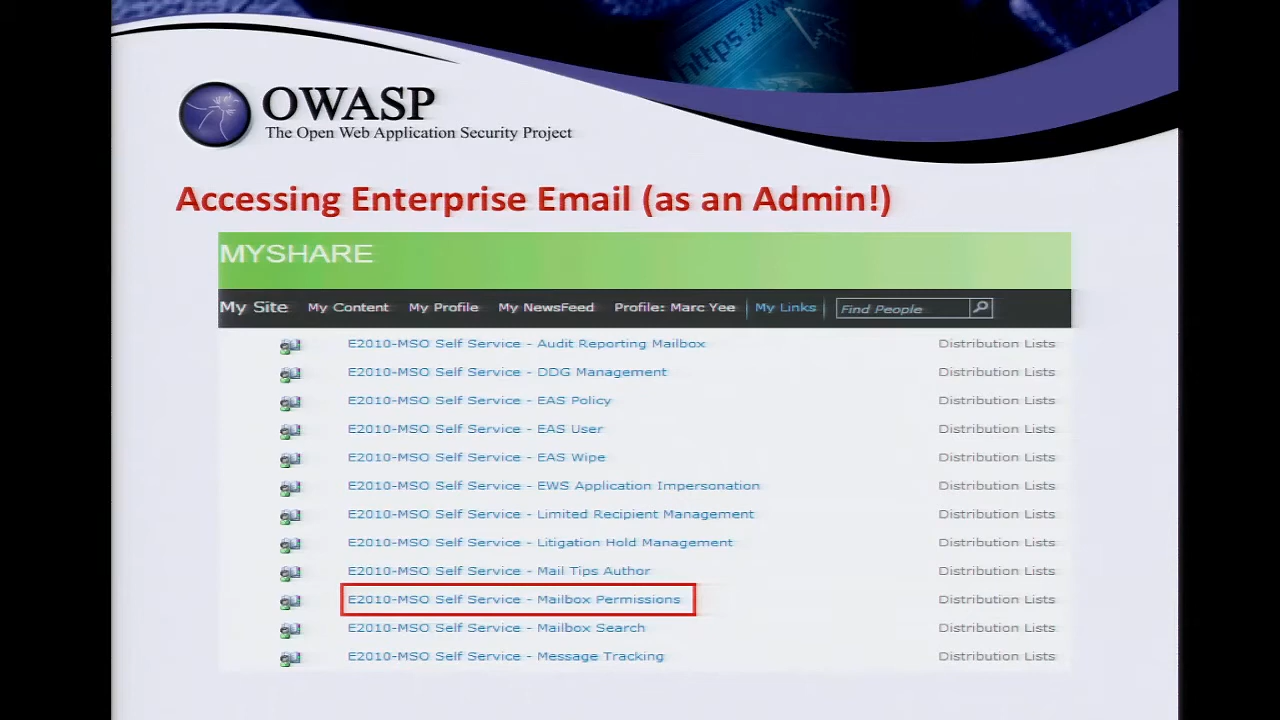 https://w
OWASP
The Open Web Application Security Project
Accessing Enterprise Email (as an Admin!)
MYSHARE
My Site My Content My Profile My NewsFeed Profile: Marc Yee My Links Find People
E2010-MSO Self Service - Audit Reporting Mailbox Distribution Lists
E2010-MSO Self Service - DDG Management Distribution Lists
E2010-MSO Self Service - EAS Policy Distribution Lists
E2010-MSO Self Service - EAS User Distribution Lists
E2010-MSO Self Service - EAS Wipe Distribution Lists
E2010-MSO Self Service - EWS Application Impersonation Distribution Lists
E2010-MSO Self Service - Limited Recipient Management Distribution Lists
E2010-MSO Self Service - Litigation Hold Management Distribution Lists
E2010-MSO Self Service - Mail Tips Author Distribution Lists
E2010-MSO Self Service - Mailbox Permissions Distribution Lists
E2010-MSO Self Service - Mailbox Search Distribution Lists
E2010-MSO Self Service - Message Tracking Distribution Lists